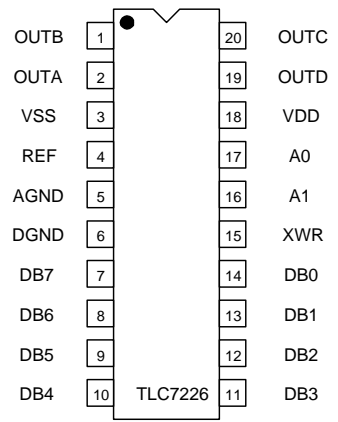 OUTB 1 20 OUTC
OUTA 2 19 OUTD
VSS 3 18 VDD
REF 4 17 A0
AGND 5 16 A1
DGND 6 15 XWR
DB7 7 14 DB0
DB6 8 13 DB1
DB5 9 12 DB2
DB4 10 TLC7226 11 DB3